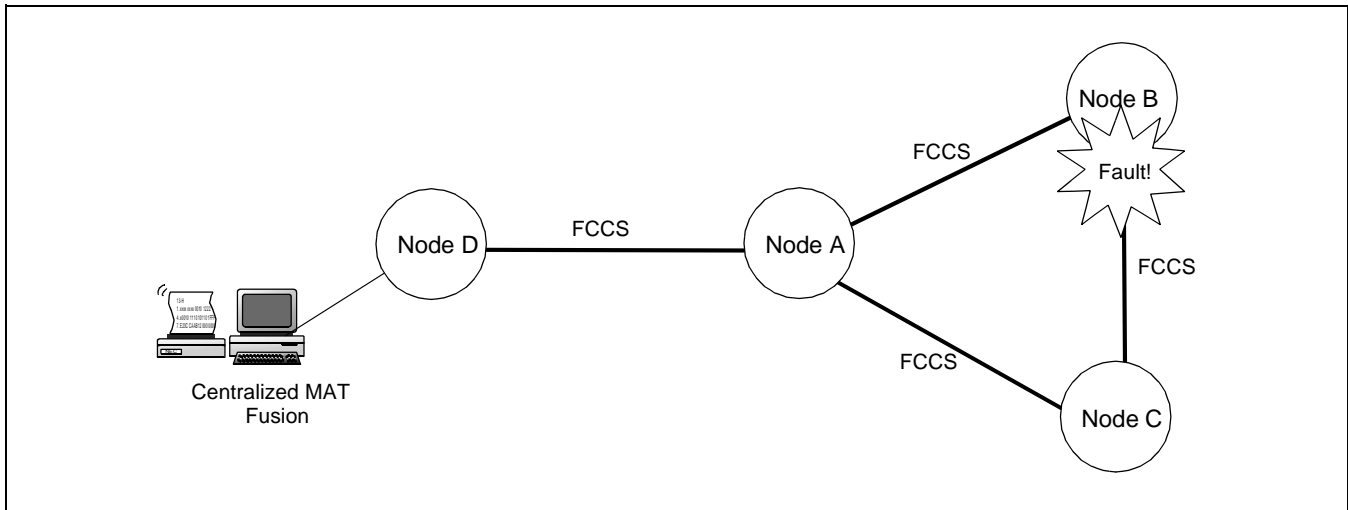 Node B
FCCS
Fault!
FCCS
Node D
Node A
FCCS
FCCS
Node C
Centralized MAT
Fusion